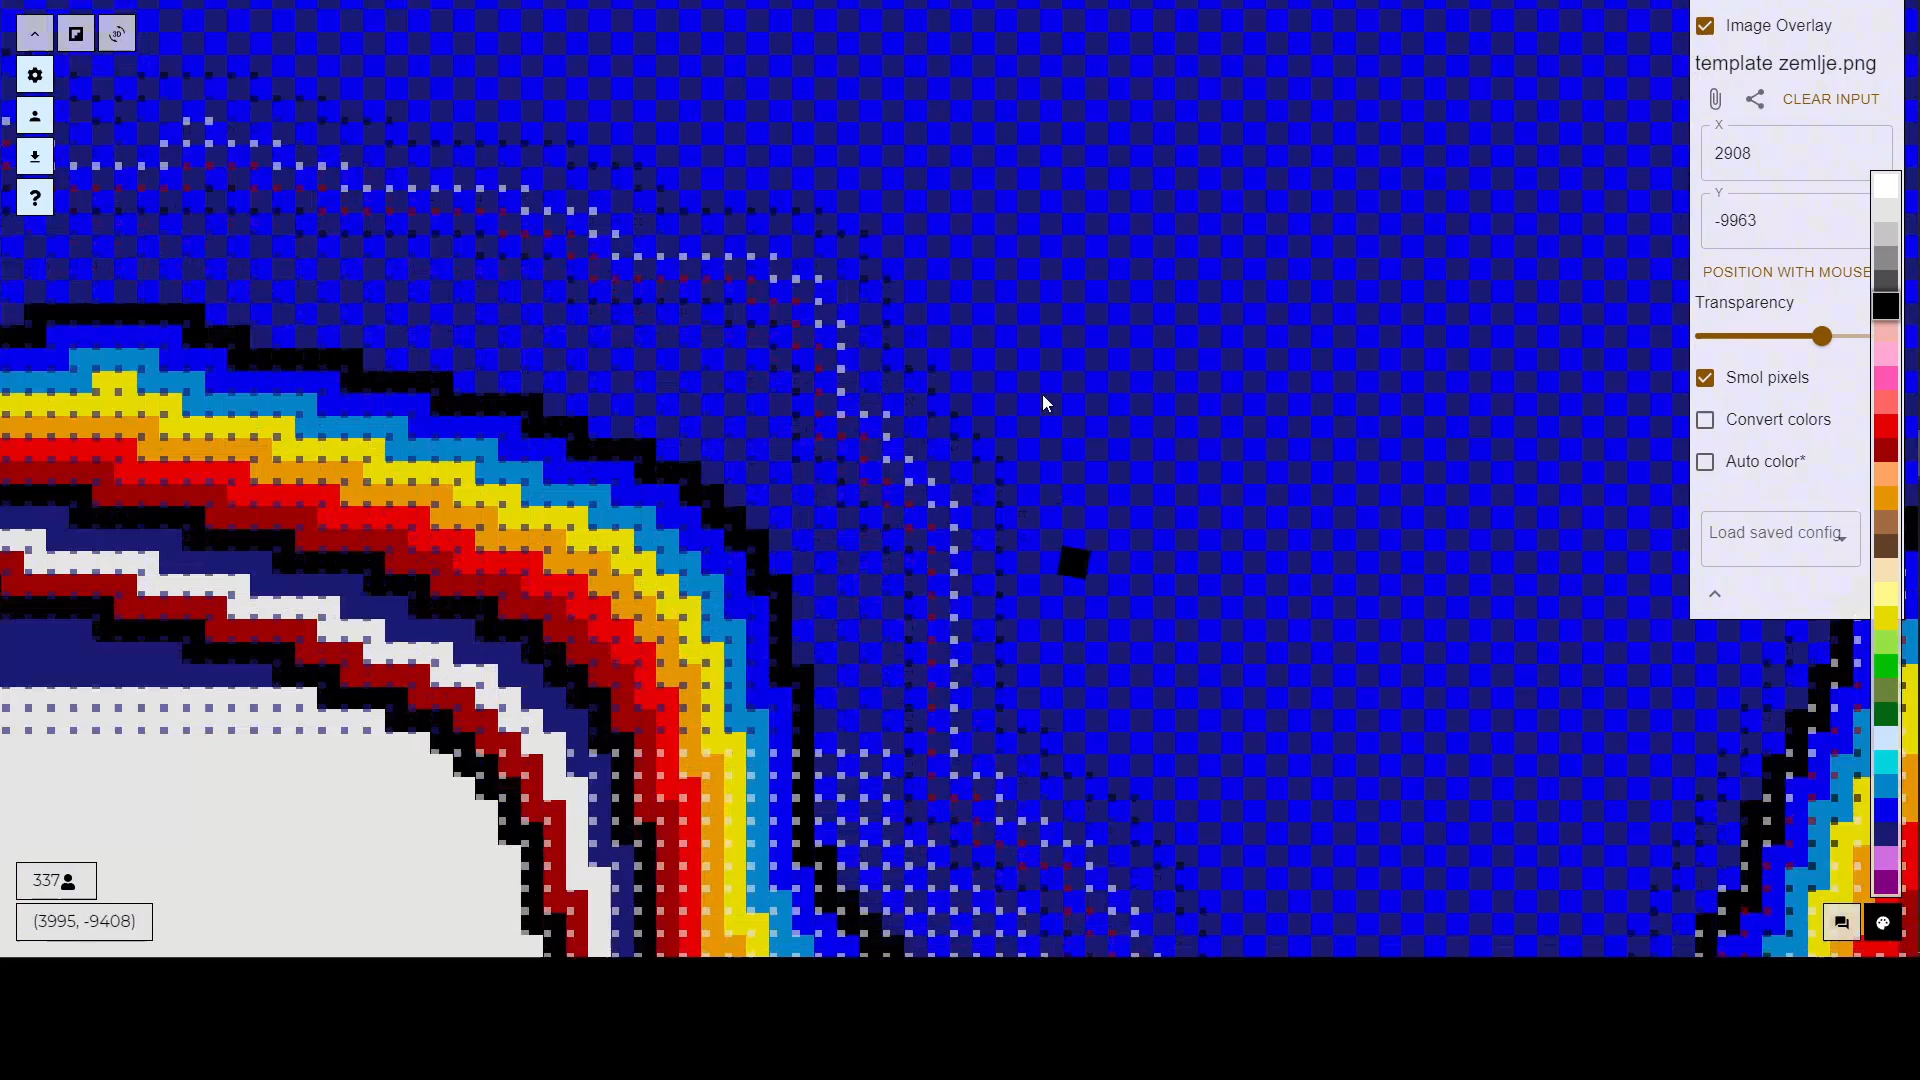 3D
Image Overlay
template zemlje.png
CLEAR INPUT
X
2908
Y
-9963
POSITION WITH MOUSE
Transparency
Smol pixels
Convert colors
Auto color*
Load saved config
?
337
(3995, -9408)